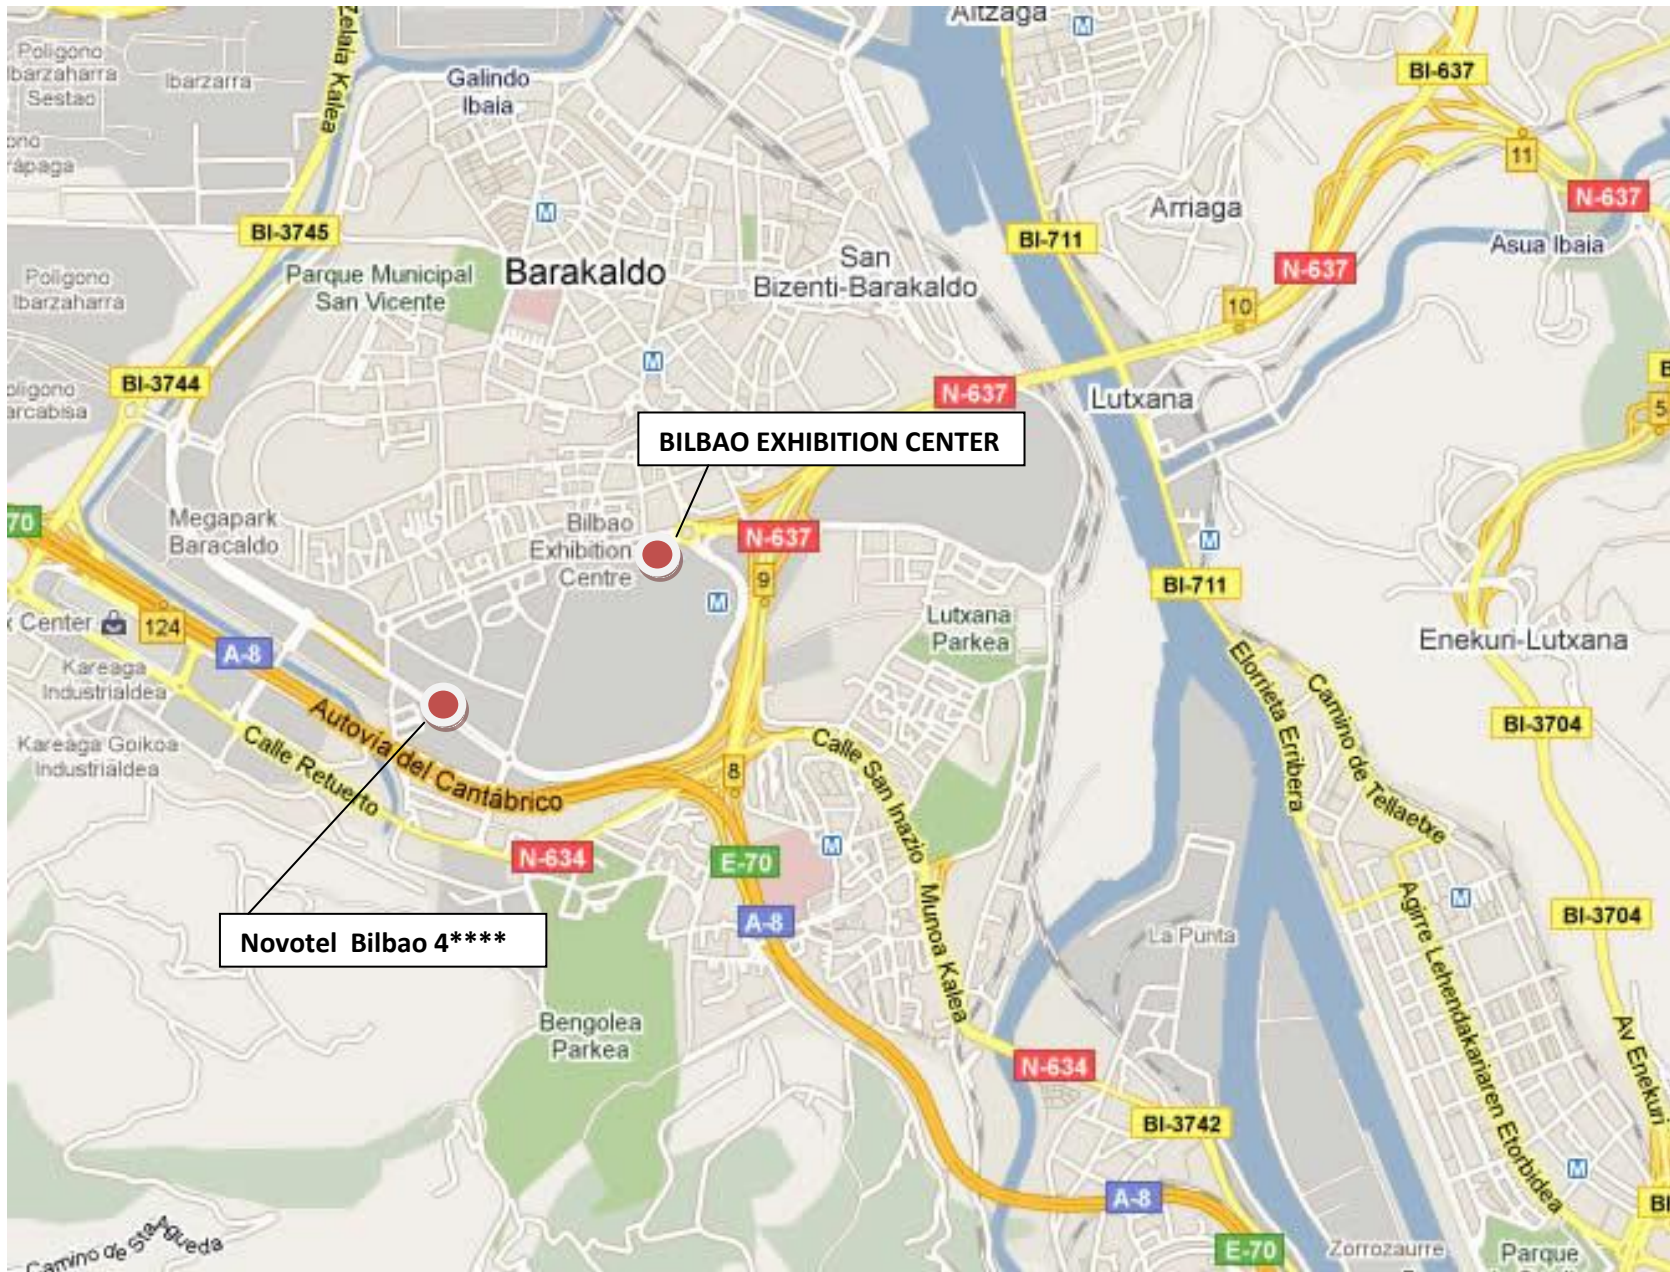 Aitzaga
M
Zelaia Kalea
Poligono
Ibarzaharra
Sestao
Ibarzarra
Galindo
Ibaia
BI-637
11
N-637
M
Arriaga
BI-3745
BI-711
Asua Ibaia
San
Bizenti-Barakaldo
Parque Municipal
San Vicente
Barakaldo
N-637
Poligono
Ibarzaharra
10
M
BI-3744
N-637
Lutxana
5
BILBAO EXHIBITION CENTER
70
Megapark
Baracaldo
Bilbao
Exhibition
Centre
N-637
M
9
BI-711
M
Lutxana
Parkea
Center
124
A-8
Enekuri-Lutxana
Kareaga
Industrialdea
Elorrieta Erribera
Camino de Tellaetxe
Autovía del Cantábrico
BI-3704
Kareaga Goikoa
Industrialdea
Calle Retuerto
Calle San Inazio
8
M
N-634
E-70
M
Munoa Kalea
Agirre Lehendakariaren Etorbidea
A-8
BI-3704
La Punta
Novotel Bilbao 4****
Bengolea
Parkea
Av Enekuri
N-634
BI-3742
M
A-8
BI
Camino de Sta Agueda
E-70
Zorrozaurre
Parque